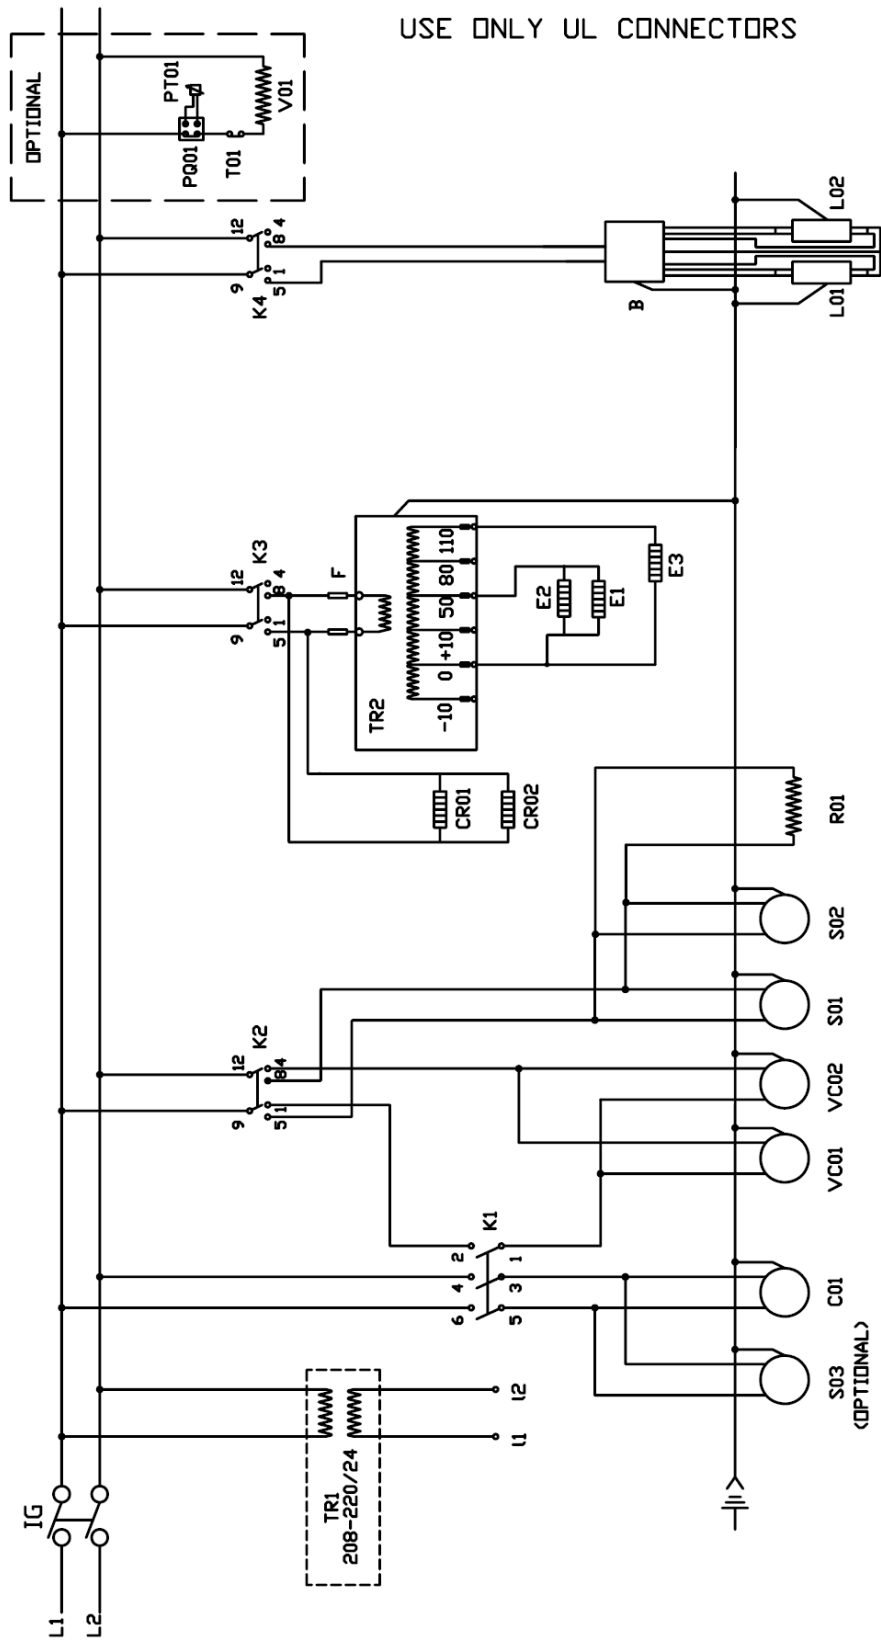 USE ONLY UL CONNECTORS
OPTIONAL
PT01
PQ01
T01
V01
12
4
8
9
1
5
K4
B
L02
L01
K3
12
4
8
9
1
5
F
TR2
110
80
50
+10
0
-10
E2
E1
E3
CR01
CR02
R01
S02
S01
K2
12
4
8
9
1
5
VC02
VC01
K1
2
1
4
3
6
5
C01
S03
(OPTIONAL)
l2
l1
TR1
208-220/24
IG
L1
L2